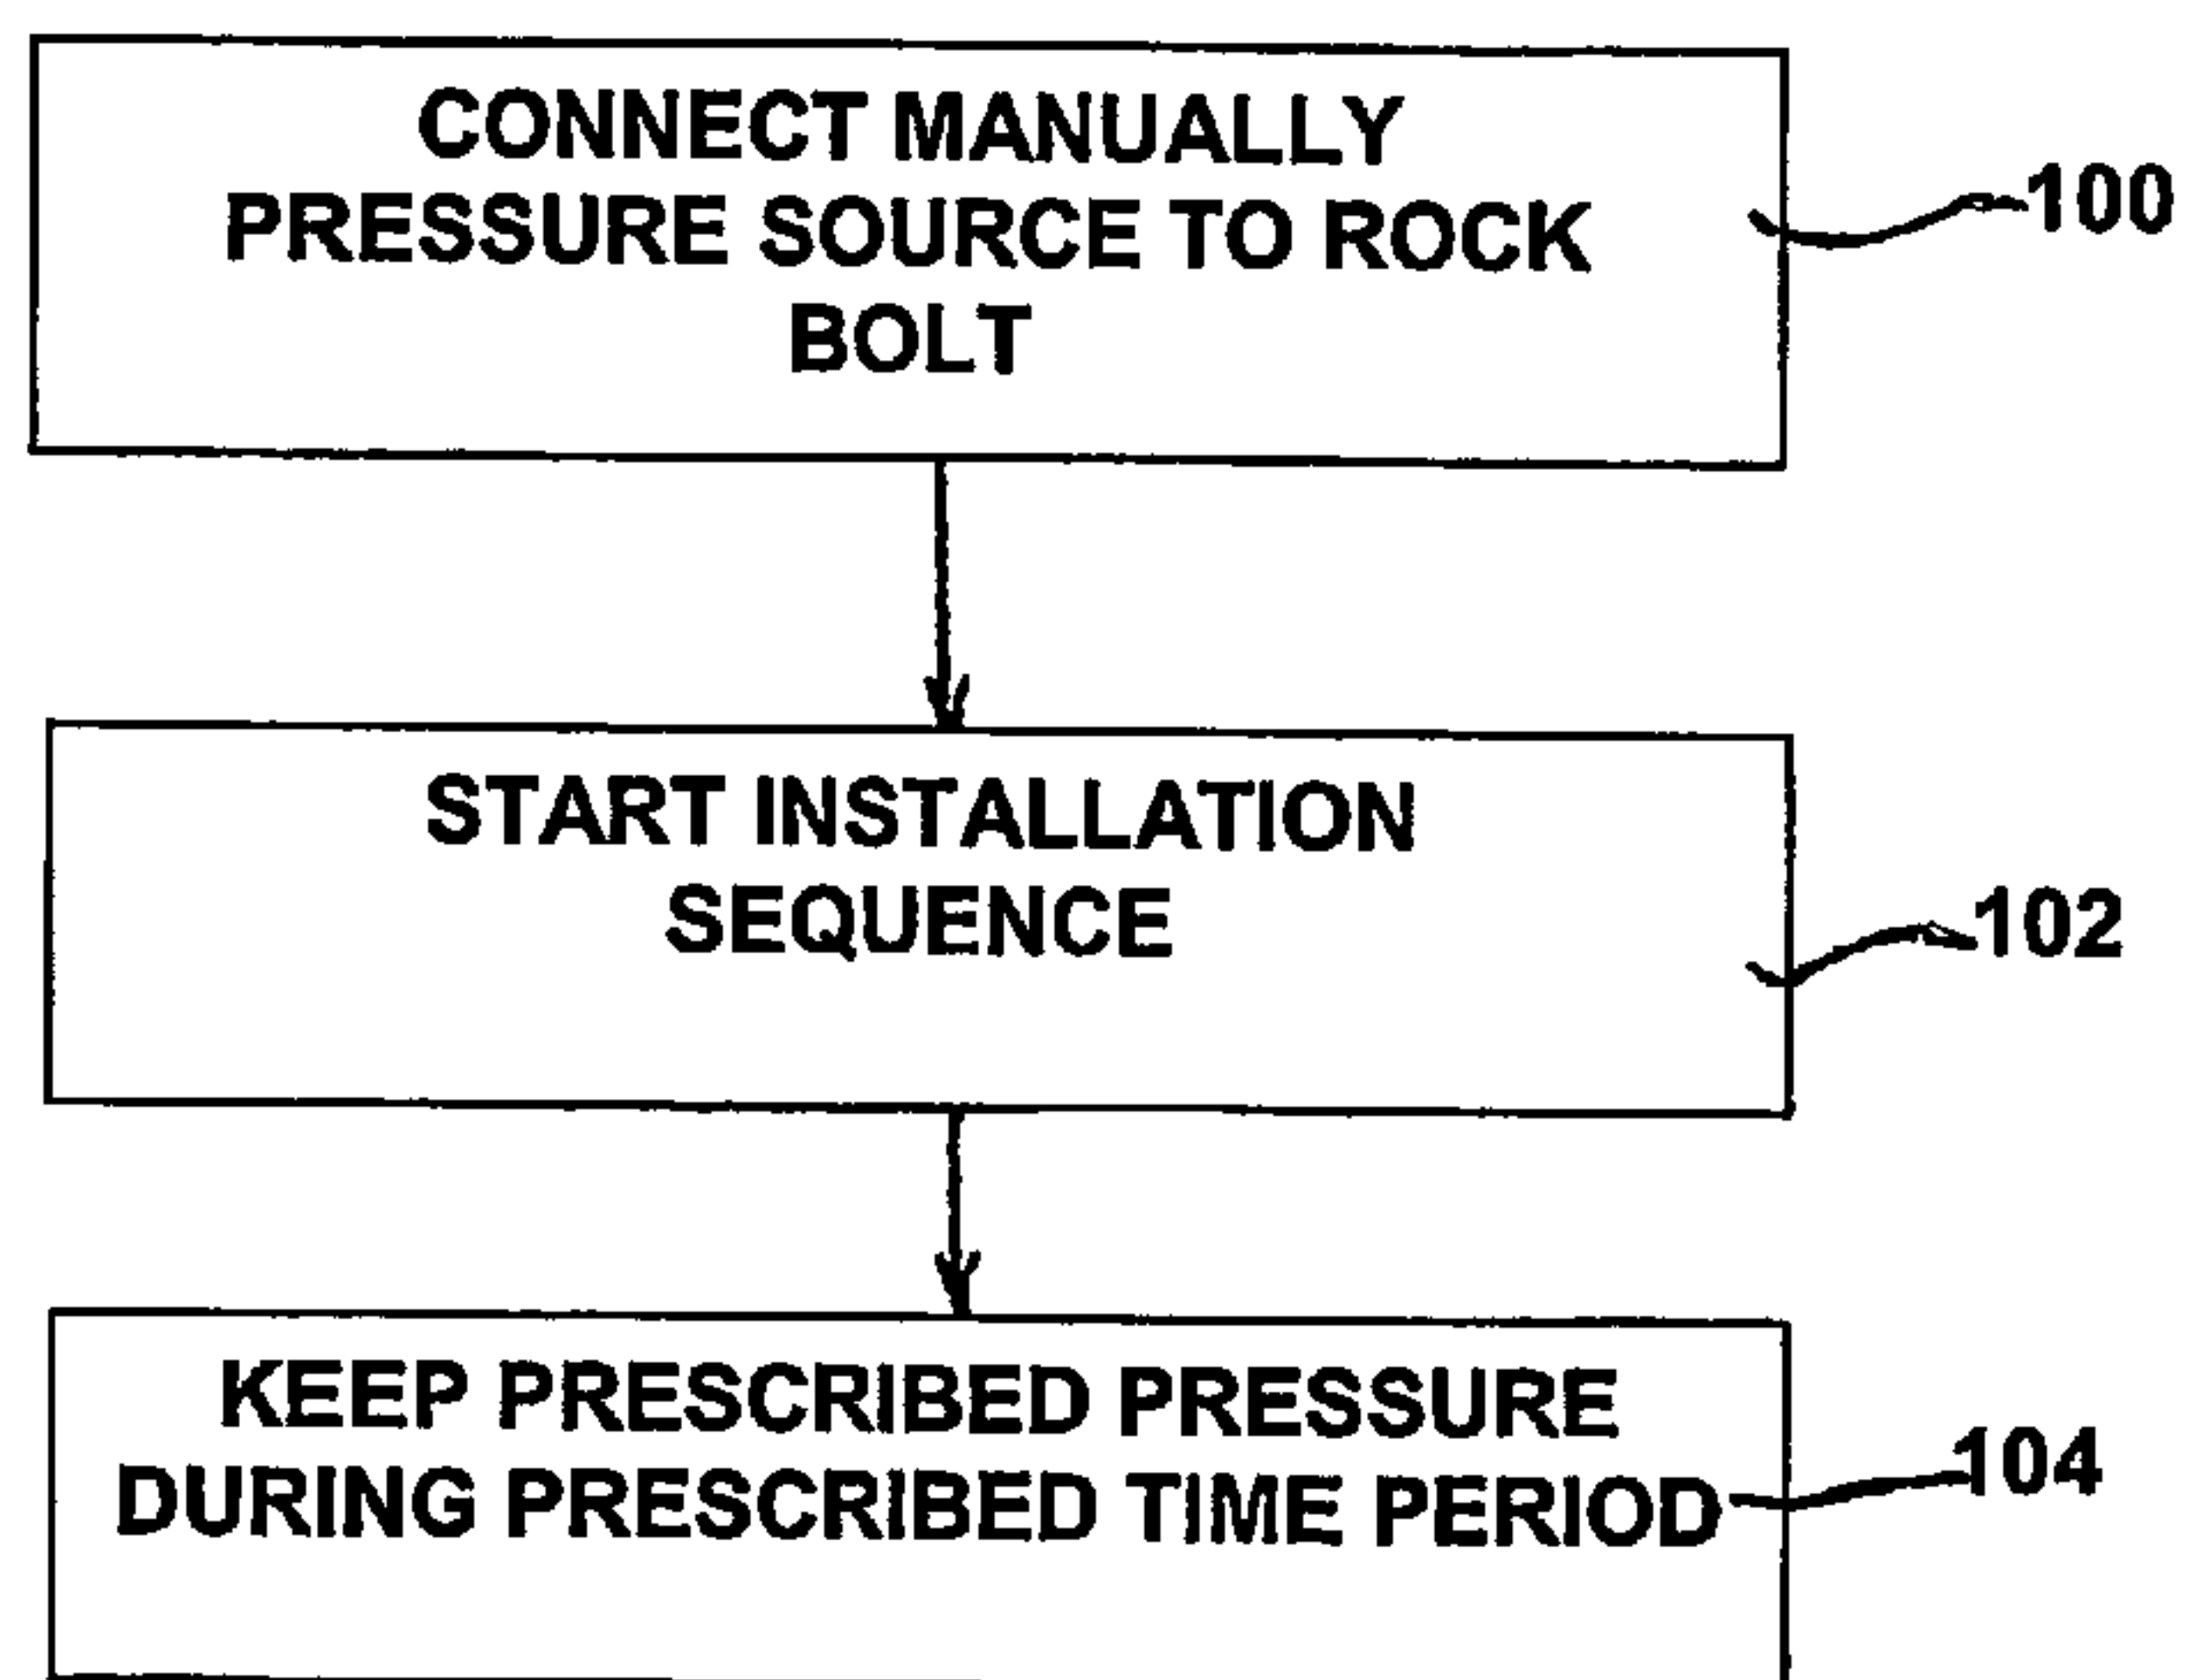 CONNECT MANUALLY
PRESSURE SOURCE TO ROCK
BOLT
100
START INSTALLATION
SEQUENCE
102
KEEP PRESCRIBED PRESSURE
DURING PRESCRIBED TIME PERIOD
104